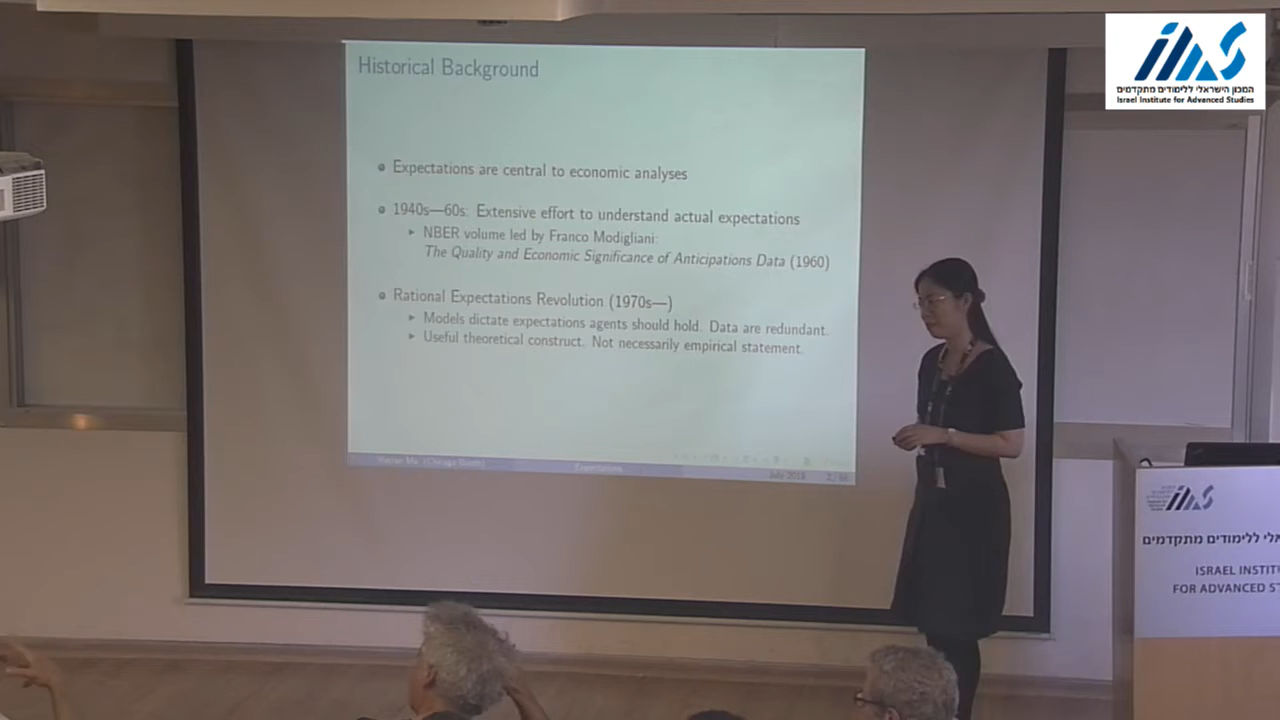 Historical Background
Expectations are central to economic analyses
1940s—60s: Extensive effort to understand actual expectations
NBER volume led by Franco Modigliani:
The Quality and Economic Significance of Anticipations Data (1960)
Rational Expectations Revolution (1970s—)
Models dictate expectations agents should hold. Data are redundant.
Useful theoretical construct. Not necessarily empirical statement.
Expectations
July 2019
המכון הישראלי ללימודים מתקדמים
Israel Institute for Advanced Studies
ללימודים מתקדמים
ISRAEL
FOR ADVANCED